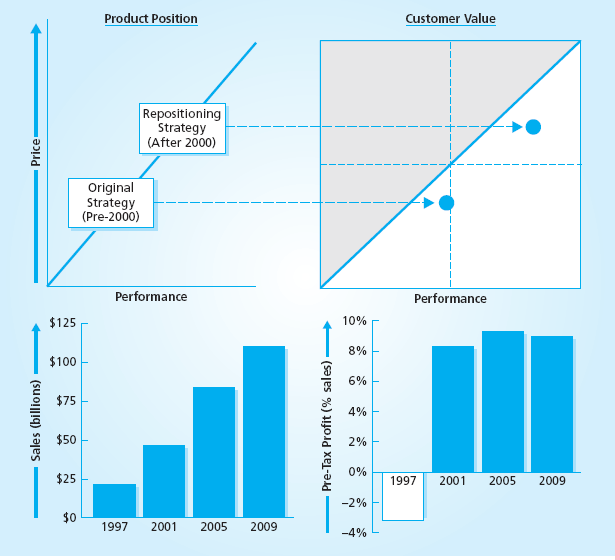 Product Position
Customer Value
Price
Repositioning
Strategy
(After 2000)
Original
Strategy
(Pre-2000)
Performance
Performance
Sales (billions)
$125
$100
$75
$50
$25
$0
1997
2001
2005
2009
Pre-Tax Profit (% sales)
10%
8%
6%
4%
2%
0%
–2%
–4%
1997
2001
2005
2009